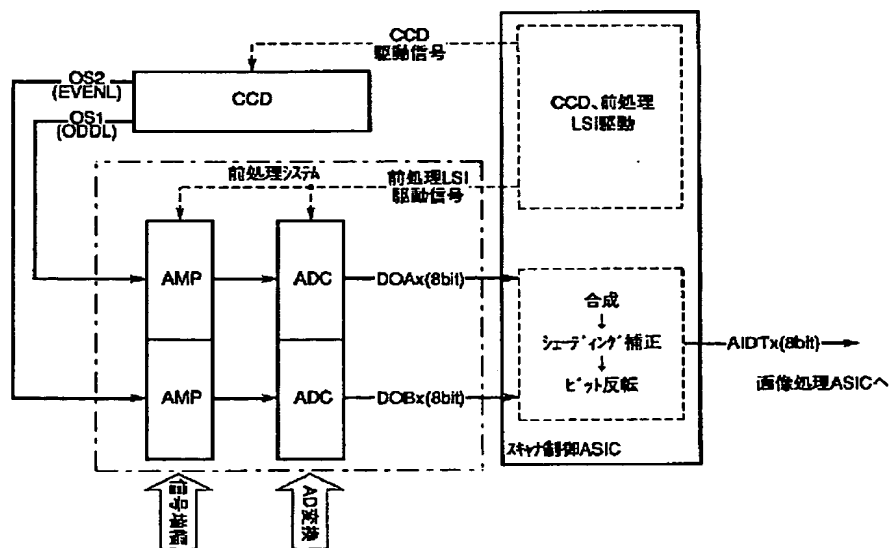 CCD
駆動信号
OS2
(EVENL)
CCD
OS1
(ODDL)
CCD、前処理
LSI駆動
前処理システム
前処理LSI
駆動信号
AMP
ADC
DOAx(8bit)
合成
↓
シェーディング補正
↓
ビット反転
AIDTx(8bit)
画像処理ASICへ
AMP
ADC
DOBx(8bit)
スキャナ制御ASIC
信号増幅
AD変換